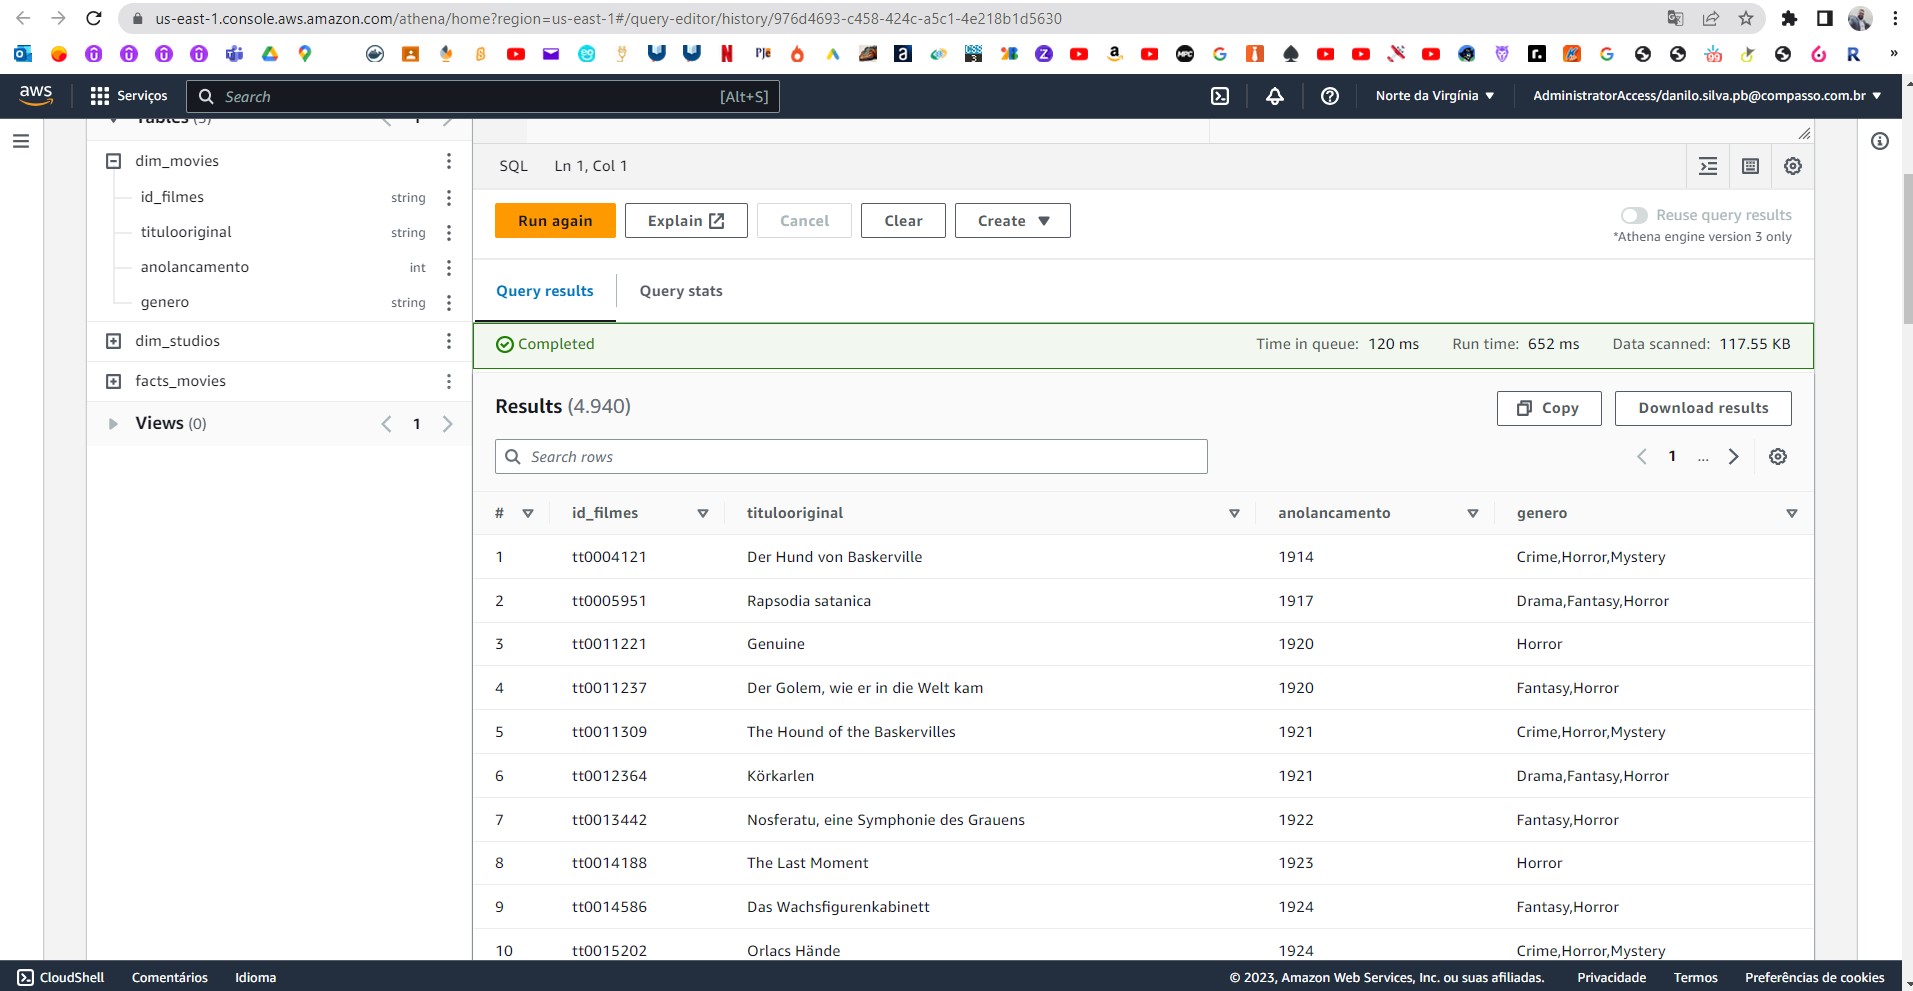 us-east-1.console.aws.amazon.com/athena/home?region=us-east-1#/query-editor/history/976d4693-c458-424c-a5c1-4e218b1d5630
aws Serviços Search [Alt+S] Norte da Virgínia AdministratorAccess/danilo.silva.pb@compasso.com.br
Tables (3) 1
dim_movies
id_filmes string
titulooriginal string
anolancamento int
genero string
dim_studios
facts_movies
Views (0) 1
SQL Ln 1, Col 1
Run again Explain Cancel Clear Create
Reuse query results
*Athena engine version 3 only
Query results Query stats
Completed Time in queue: 120 ms Run time: 652 ms Data scanned: 117.55 KB
Results (4.940) Copy Download results
Search rows 1 ...
# id_filmes titulooriginal anolancamento genero
1 tt0004121 Der Hund von Baskerville 1914 Crime,Horror,Mystery
2 tt0005951 Rapsodia satanica 1917 Drama,Fantasy,Horror
3 tt0011221 Genuine 1920 Horror
4 tt0011237 Der Golem, wie er in die Welt kam 1920 Fantasy,Horror
5 tt0011309 The Hound of the Baskervilles 1921 Crime,Horror,Mystery
6 tt0012364 Körkarlen 1921 Drama,Fantasy,Horror
7 tt0013442 Nosferatu, eine Symphonie des Grauens 1922 Fantasy,Horror
8 tt0014188 The Last Moment 1923 Horror
9 tt0014586 Das Wachsfigurenkabinett 1924 Fantasy,Horror
10 tt0015202 Orlacs Hände 1924 Crime,Horror,Mystery
CloudShell Comentários Idioma © 2023, Amazon Web Services, Inc. ou suas afiliadas. Privacidade Termos Preferências de cookies